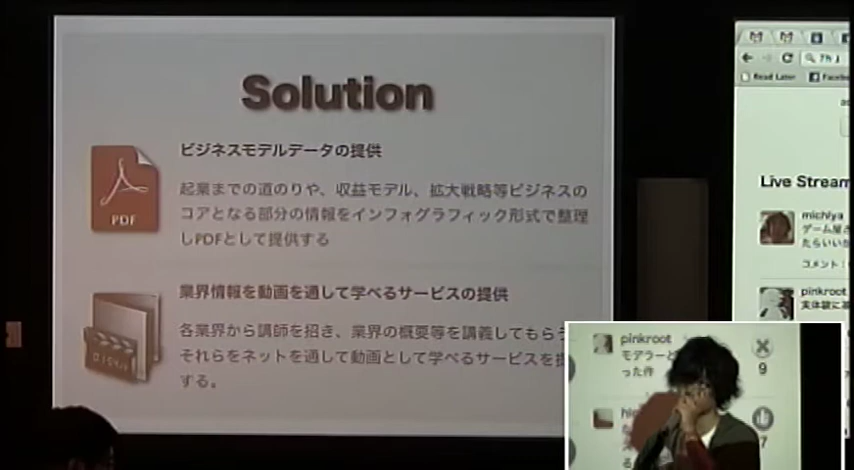 Solution
ビジネスモデルデータの提供
起業までの道のりや、収益モデル、拡大戦略等ビジネスの
コアとなる部分の情報をインフォグラフィック形式で整理
しPDFとして提供する
PDF
業界情報を動画を通して学べるサービスの提供
各業界から講師を招き、業界の概要等を講義してもらう
それらをネットを通して動画として学べるサービスを提
する。
Read Later
Facebo
Live Stream
michiya
ゲーム屋さ
たらいいか
コメント:
pinkroot
実体験に基
pinkroot
モデラーと
った件
9
7